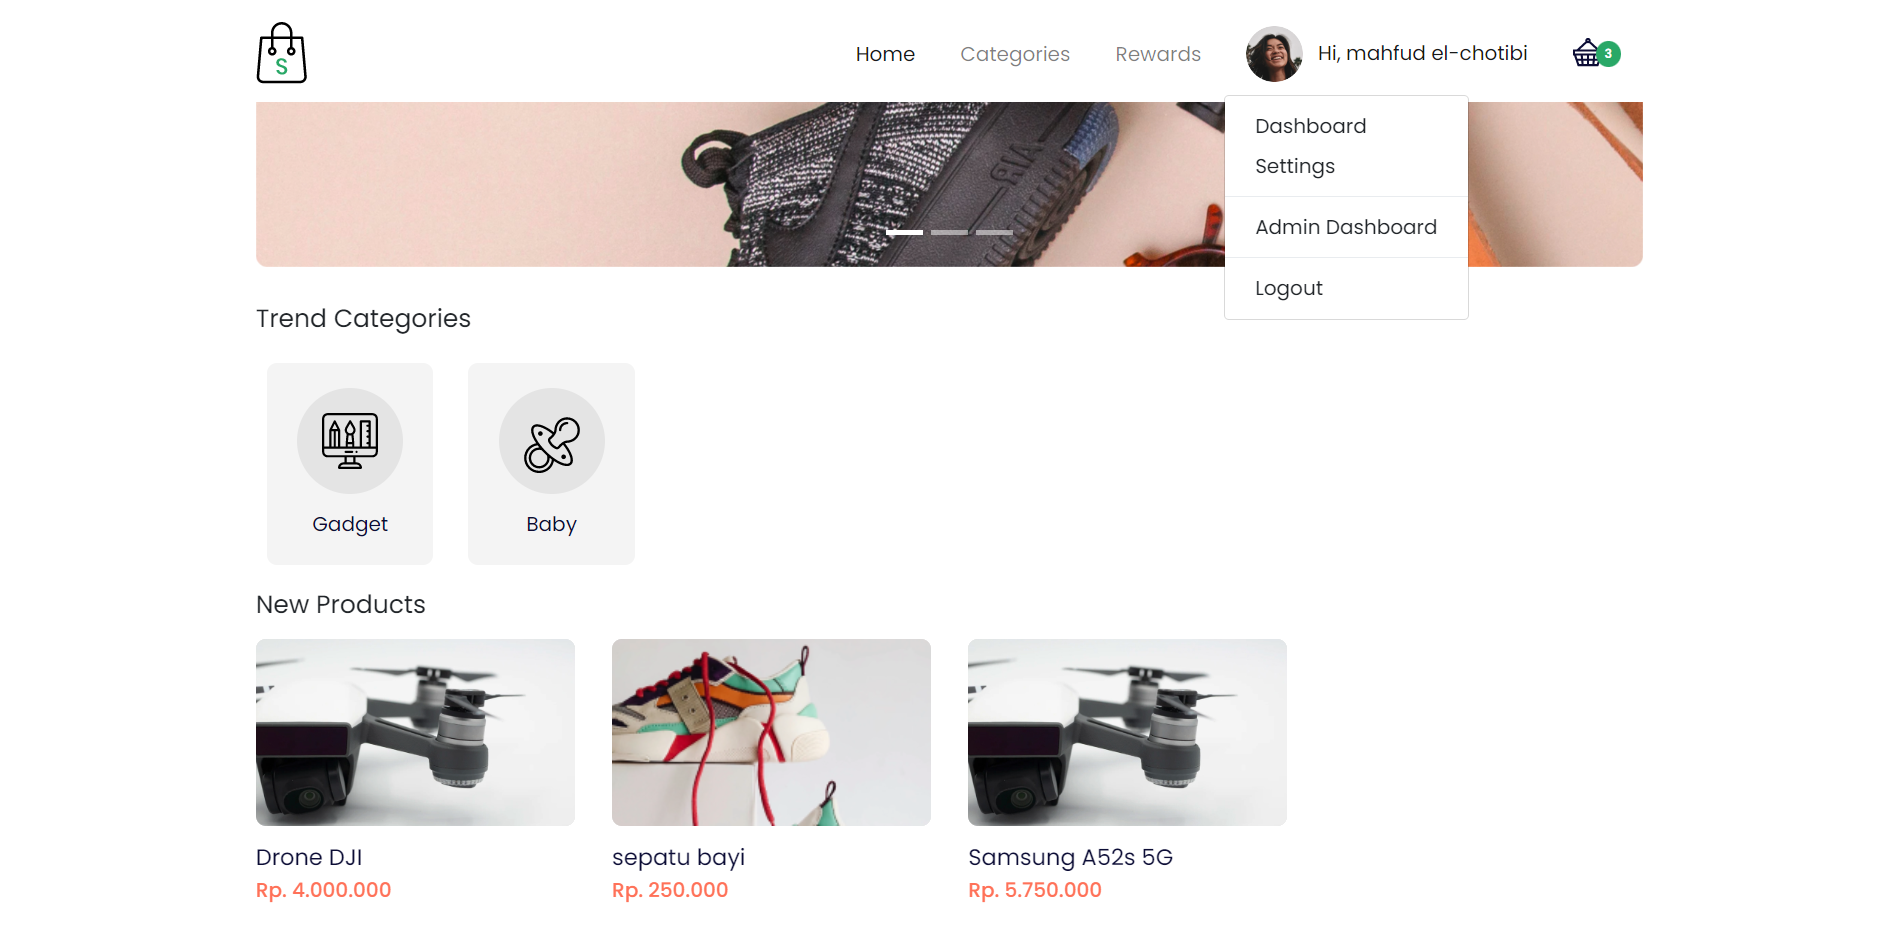 S
Home
Categories
Rewards
Hi, mahfud el-chotibi
3
Dashboard
Settings
Admin Dashboard
Logout
AIR
Trend Categories
Gadget
Baby
New Products
Drone DJI
Rp. 4.000.000
sepatu bayi
Rp. 250.000
Samsung A52s 5G
Rp. 5.750.000